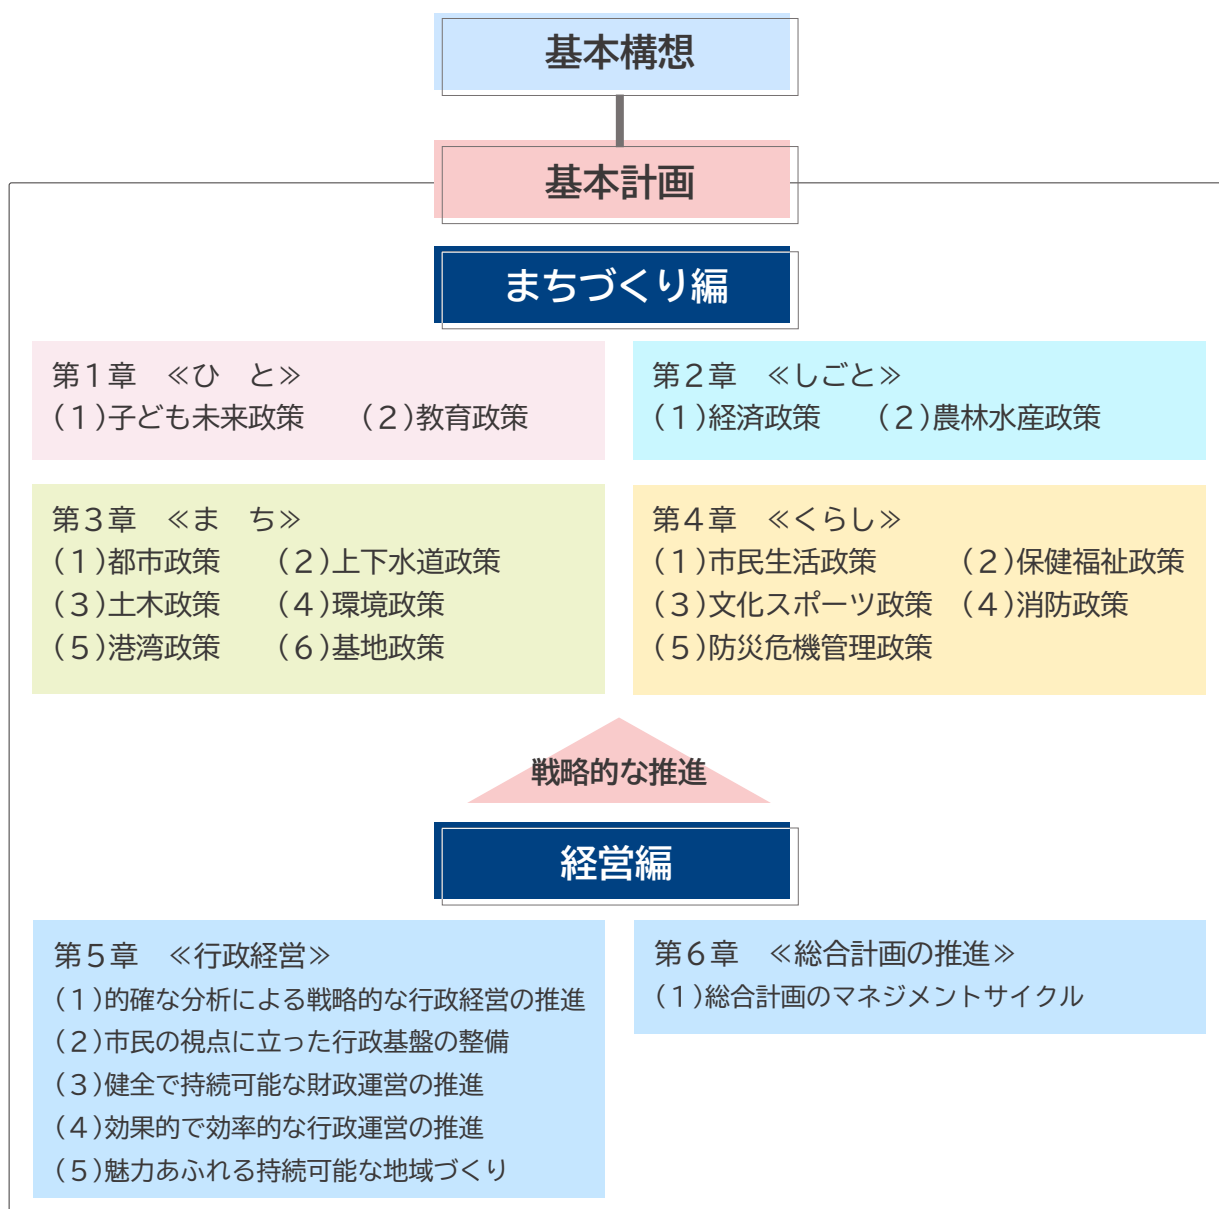 基本構想
基本計画
まちづくり編
第1章　≪ひ　と≫
(1)子ども未来政策　　(2)教育政策
第2章　≪しごと≫
(1)経済政策　　(2)農林水産政策
第3章　≪ま　ち≫
(1)都市政策　　(2)上下水道政策
(3)土木政策　　(4)環境政策
(5)港湾政策　　(6)基地政策
第4章　≪くらし≫
(1)市民生活政策　　　(2)保健福祉政策
(3)文化スポーツ政策　(4)消防政策
(5)防災危機管理政策
戦略的な推進
経営編
第5章　≪行政経営≫
(1)的確な分析による戦略的な行政経営の推進
(2)市民の視点に立った行政基盤の整備
(3)健全で持続可能な財政運営の推進
(4)効果的で効率的な行政運営の推進
(5)魅力あふれる持続可能な地域づくり
第6章　≪総合計画の推進≫
(1)総合計画のマネジメントサイクル